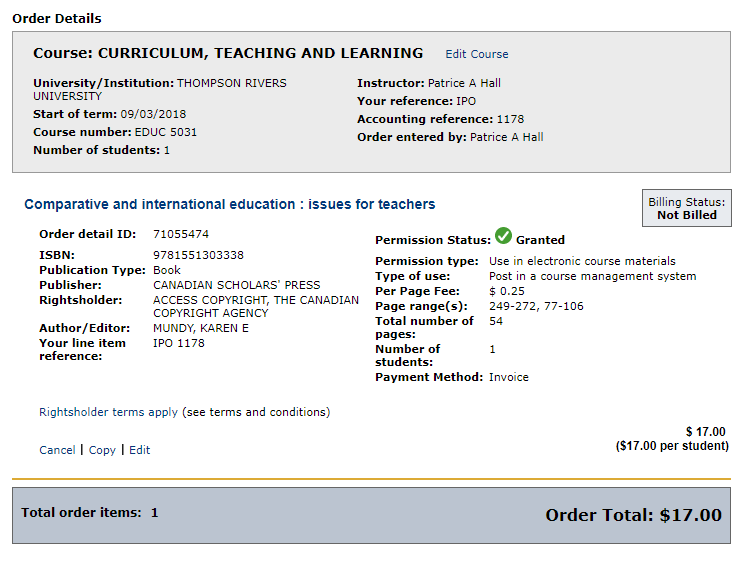 Order Details
Course: CURRICULUM, TEACHING AND LEARNING Edit Course
University/Institution: THOMPSON RIVERS
UNIVERSITY
Start of term: 09/03/2018
Course number: EDUC 5031
Number of students: 1
Instructor: Patrice A Hall
Your reference: IPO
Accounting reference: 1178
Order entered by: Patrice A Hall
Comparative and international education : issues for teachers
Billing Status:
Not Billed
Order detail ID: 71055474
ISBN: 9781551303338
Publication Type: Book
Publisher: CANADIAN SCHOLARS' PRESS
Rightsholder: ACCESS COPYRIGHT, THE CANADIAN
COPYRIGHT AGENCY
Author/Editor: MUNDY, KAREN E
Your line item IPO 1178
reference:
Permission Status: Granted
Permission type: Use in electronic course materials
Type of use: Post in a course management system
Per Page Fee: $ 0.25
Page range(s): 249-272, 77-106
Total number of 54
pages:
Number of 1
students:
Payment Method: Invoice
Rightsholder terms apply (see terms and conditions)
Cancel | Copy | Edit
$ 17.00
($17.00 per student)
Total order items: 1
Order Total: $17.00